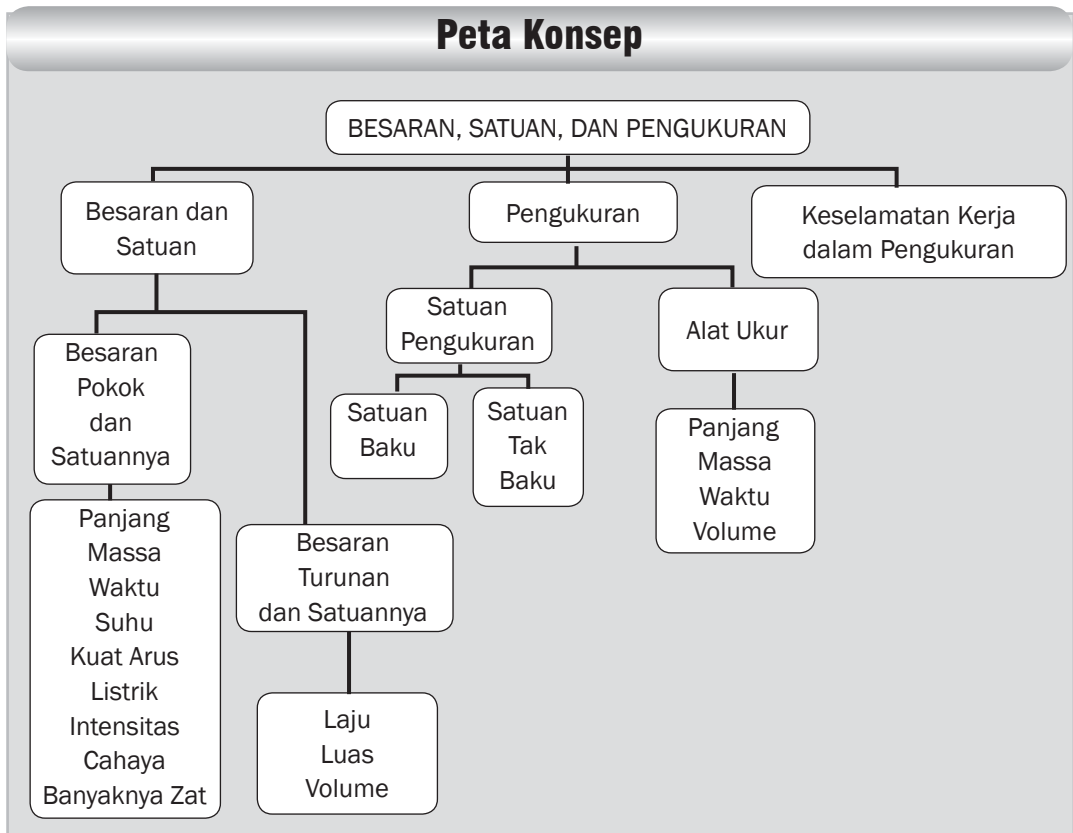 Peta Konsep
BESARAN, SATUAN, DAN PENGUKURAN
Besaran dan
Satuan
Pengukuran
Keselamatan Kerja
dalam Pengukuran
Besaran
Pokok
dan
Satuannya
Satuan
Pengukuran
Alat Ukur
Satuan
Baku
Satuan
Tak
Baku
Panjang
Massa
Waktu
Volume
Panjang
Massa
Waktu
Suhu
Kuat Arus
Listrik
Intensitas
Cahaya
Banyaknya Zat
Besaran
Turunan
dan Satuannya
Laju
Luas
Volume